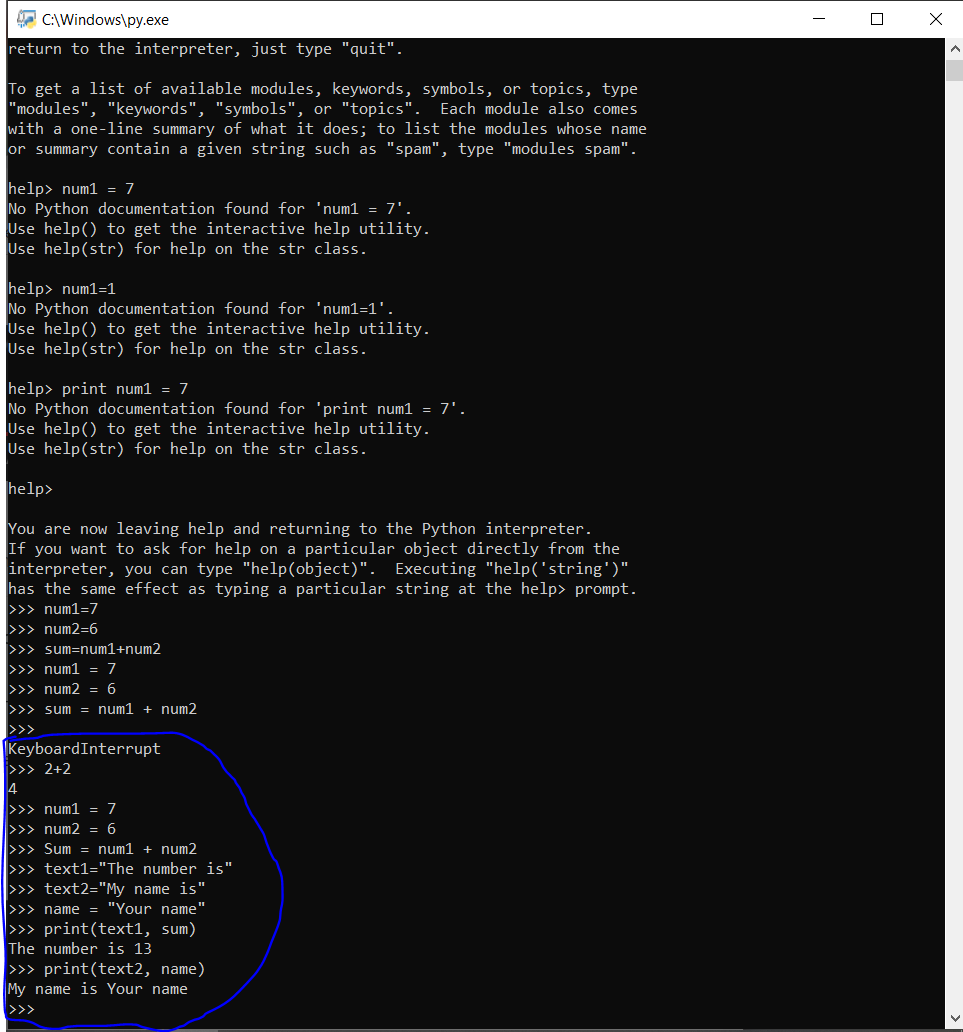 C:\Windows\py.exe
return to the interpreter, just type "quit".
To get a list of available modules, keywords, symbols, or topics, type
"modules", "keywords", "symbols", or "topics".  Each module also comes
with a one-line summary of what it does; to list the modules whose name
or summary contain a given string such as "spam", type "modules spam".
help> num1 = 7
No Python documentation found for 'num1 = 7'.
Use help() to get the interactive help utility.
Use help(str) for help on the str class.
help> num1=1
No Python documentation found for 'num1=1'.
Use help() to get the interactive help utility.
Use help(str) for help on the str class.
help> print num1 = 7
No Python documentation found for 'print num1 = 7'.
Use help() to get the interactive help utility.
Use help(str) for help on the str class.
help>
You are now leaving help and returning to the Python interpreter.
If you want to ask for help on a particular object directly from the
interpreter, you can type "help(object)".  Executing "help('string')"
has the same effect as typing a particular string at the help> prompt.
>>> num1=7
>>> num2=6
>>> sum=num1+num2
>>> num1 = 7
>>> num2 = 6
>>> sum = num1 + num2
>>>
KeyboardInterrupt
>>> 2+2
4
>>> num1 = 7
>>> num2 = 6
>>> Sum = num1 + num2
>>> text1="The number is"
>>> text2="My name is"
>>> name = "Your name"
>>> print(text1, sum)
The number is 13
>>> print(text2, name)
My name is Your name
>>>